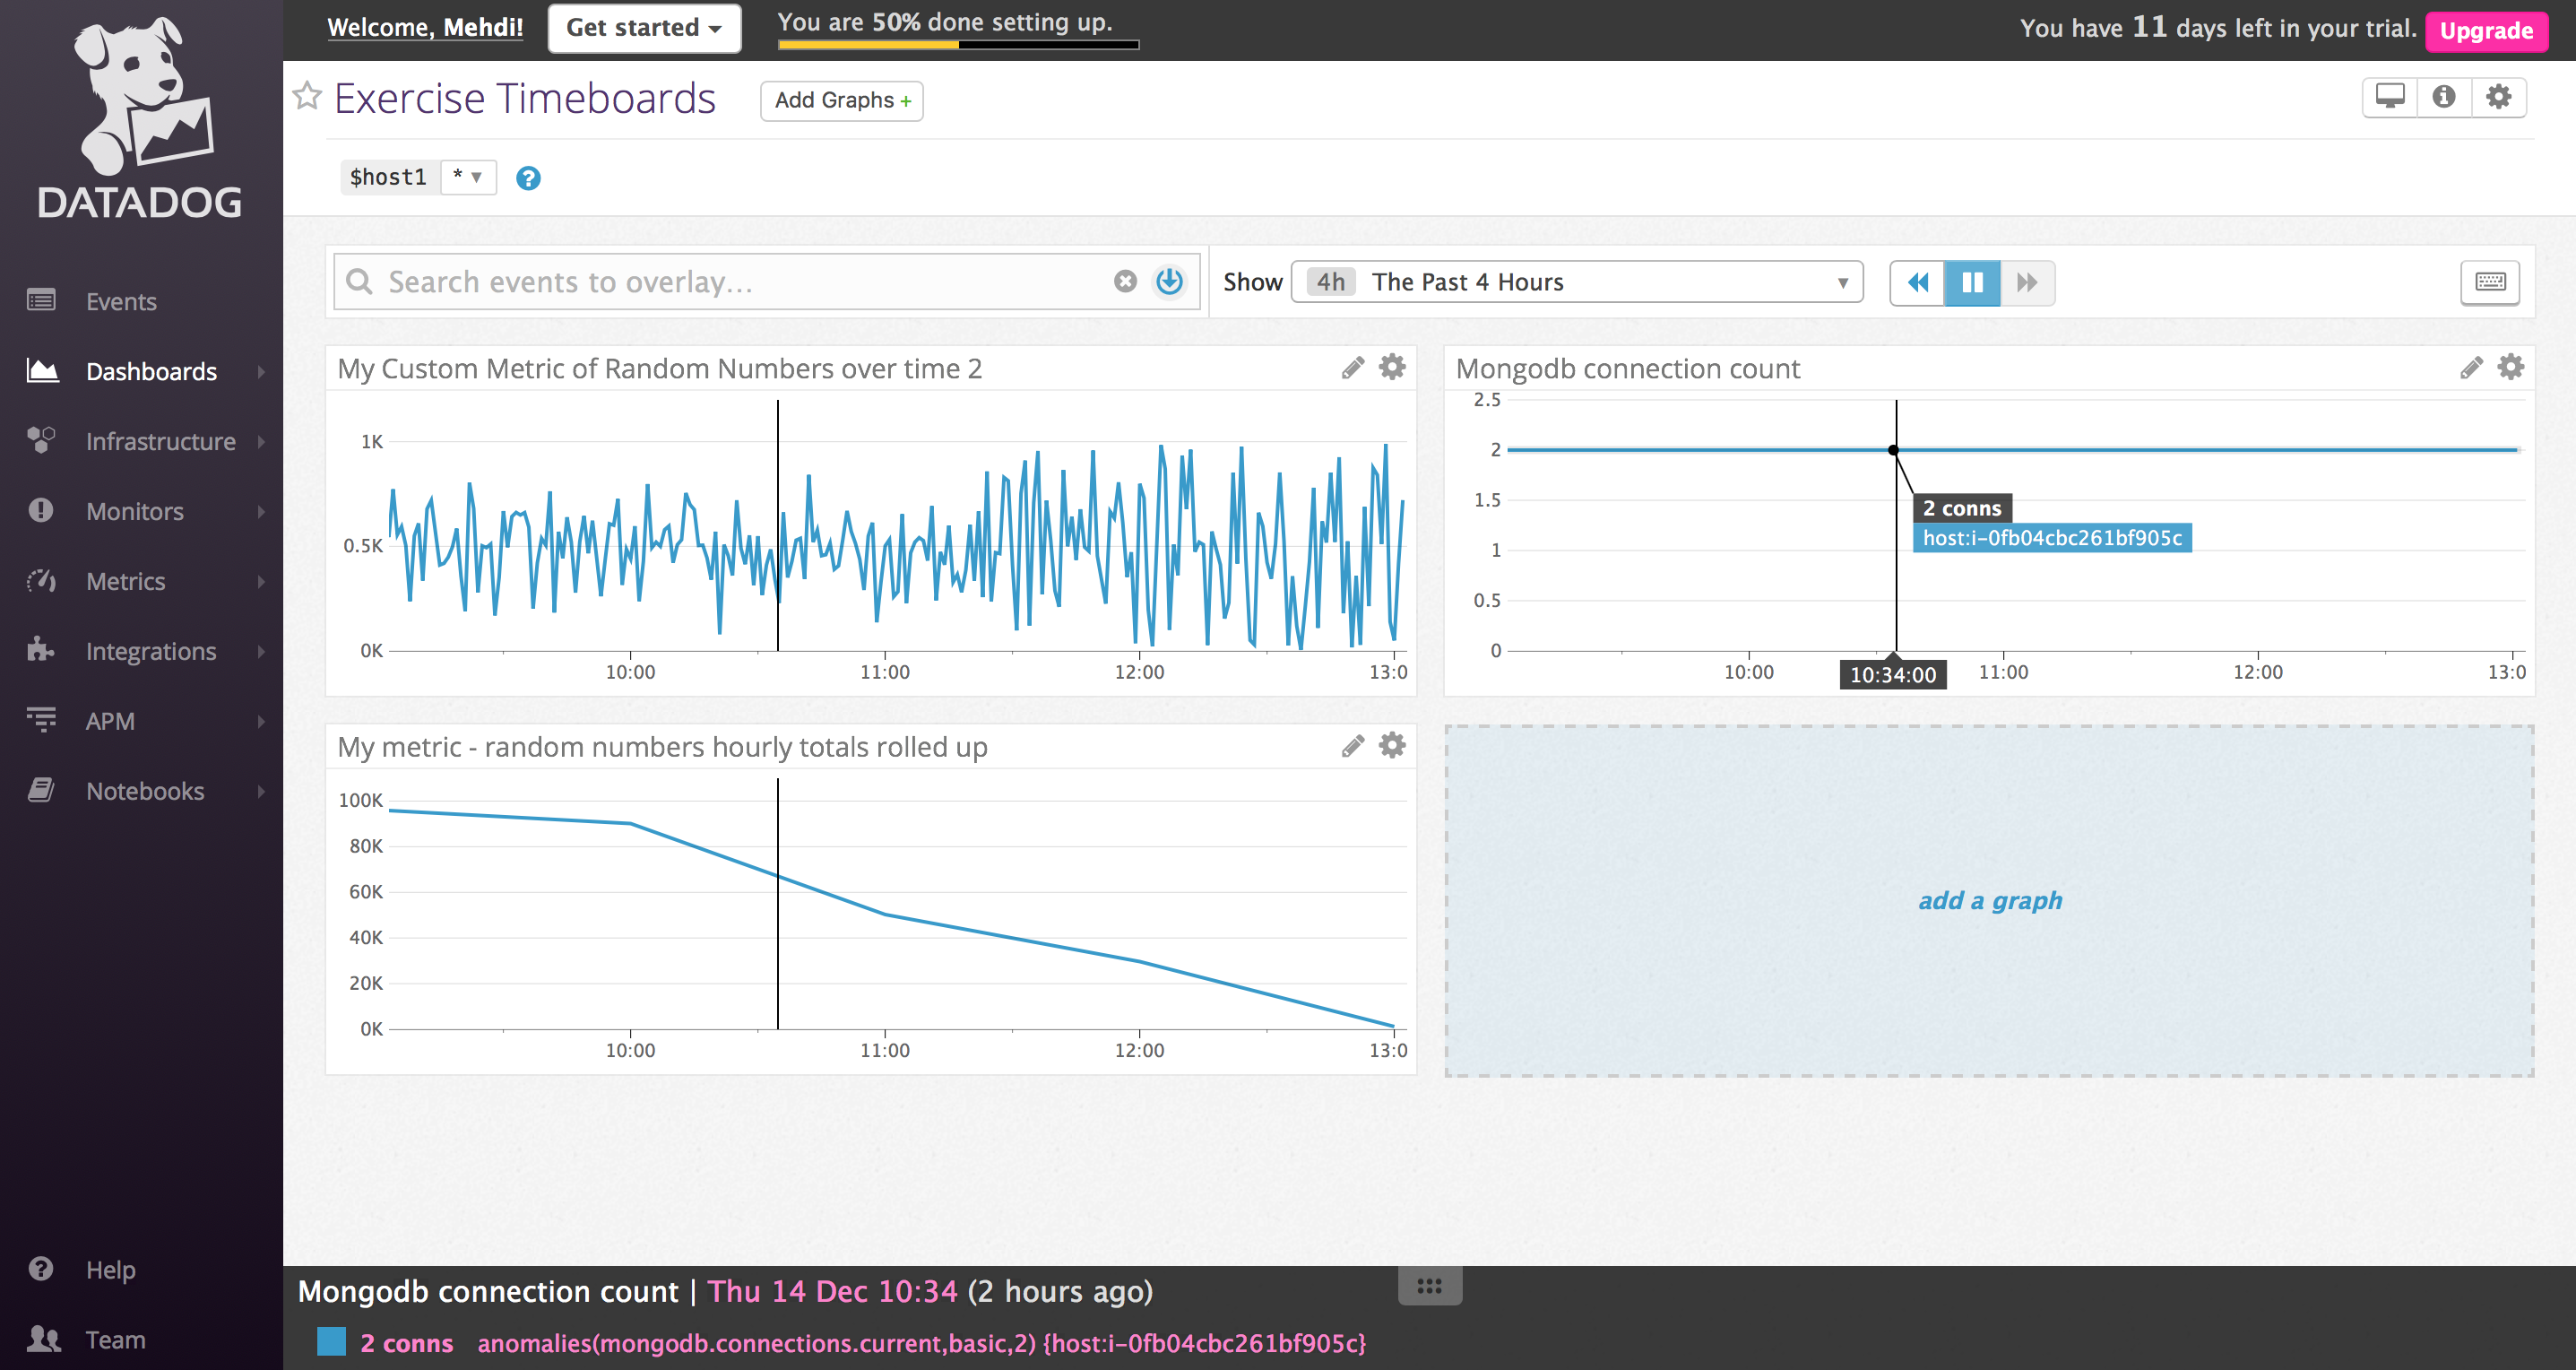 DATADOG
Events
Dashboards
Infrastructure
Monitors
Metrics
Integrations
APM
Notebooks
Help
Team
Welcome, Mehdi!
Get started
You are 50% done setting up.
You have 11 days left in your trial.
Upgrade
Exercise Timeboards
Add Graphs +
$host1 *
?
Search events to overlay...
Show 4h The Past 4 Hours
My Custom Metric of Random Numbers over time 2
1K
0.5K
0K
10:00 11:00 12:00 13:0
Mongodb connection count
2.5
2
1.5
1
0.5
0
2 conns
host:i-0fb04cbc261bf905c
10:00 10:34:00 11:00 12:00 13:0
My metric - random numbers hourly totals rolled up
100K
80K
60K
40K
20K
0K
10:00 11:00 12:00 13:0
add a graph
Mongodb connection count | Thu 14 Dec 10:34 (2 hours ago)
2 conns anomalies(mongodb.connections.current,basic,2) {host:i-0fb04cbc261bf905c}